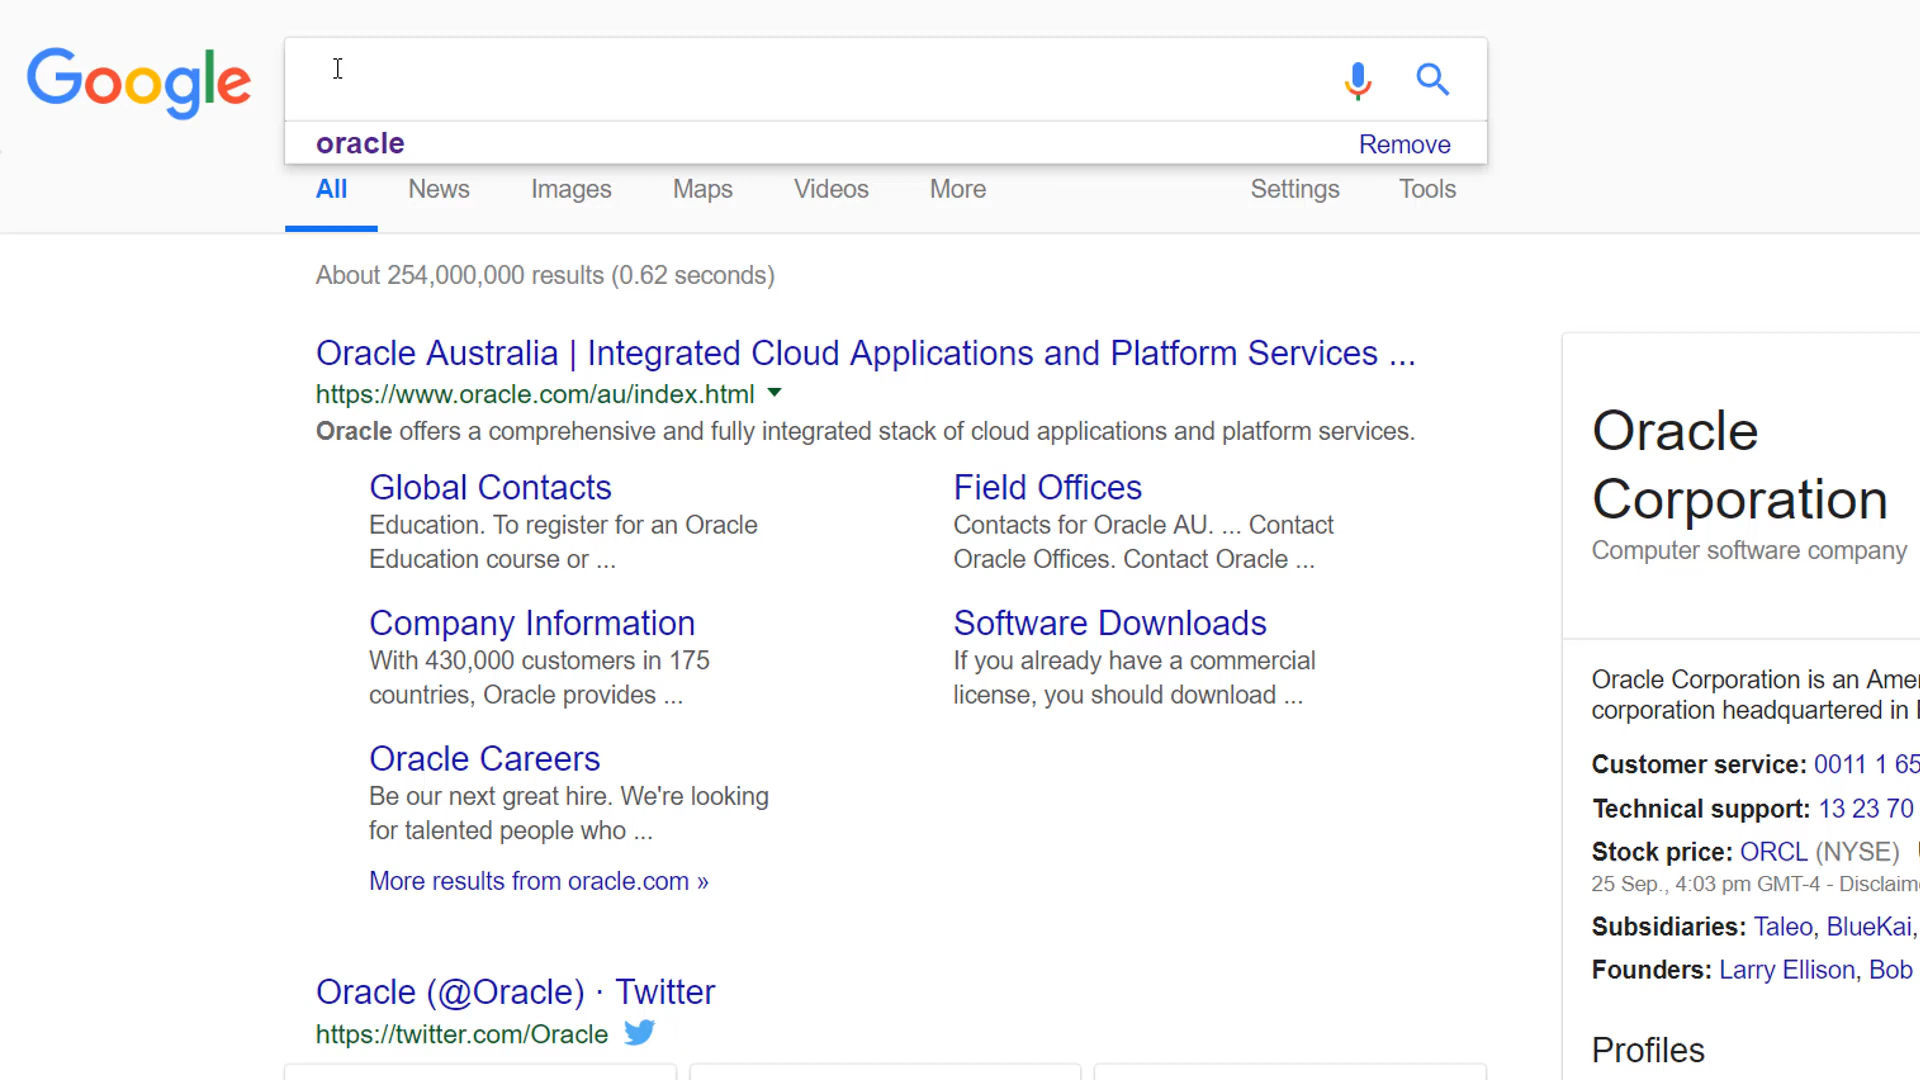 Google
oracle
Remove
All News Images Maps Videos More Settings Tools
About 254,000,000 results (0.62 seconds)
Oracle Australia | Integrated Cloud Applications and Platform Services ...
https://www.oracle.com/au/index.html
Oracle offers a comprehensive and fully integrated stack of cloud applications and platform services.
Global Contacts
Education. To register for an Oracle
Education course or ...
Field Offices
Contacts for Oracle AU. ... Contact
Oracle Offices. Contact Oracle ...
Company Information
With 430,000 customers in 175
countries, Oracle provides ...
Software Downloads
If you already have a commercial
license, you should download ...
Oracle Careers
Be our next great hire. We're looking
for talented people who ...
More results from oracle.com »
Oracle (@Oracle) · Twitter
https://twitter.com/Oracle
Oracle
Corporation
Computer software company
Oracle Corporation is an
corporation headquartered in
Customer service: 0011 1 65
Technical support: 13 23 70
Stock price: ORCL (NYSE)
25 Sep., 4:03 pm GMT-4 -
Subsidiaries: Taleo, BlueKai,
Founders: Larry Ellison, Bob
Profiles